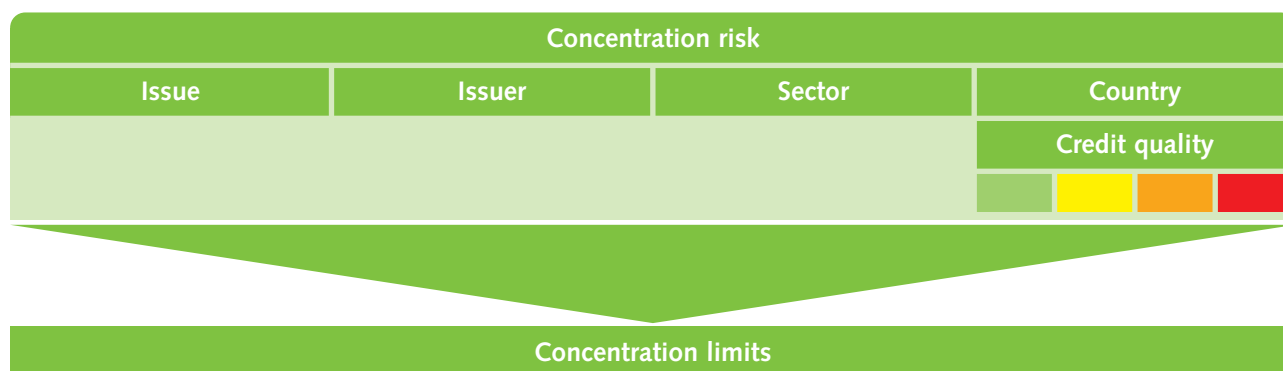 Concentration risk
Issue Issuer Sector Country
Credit quality
Concentration limits